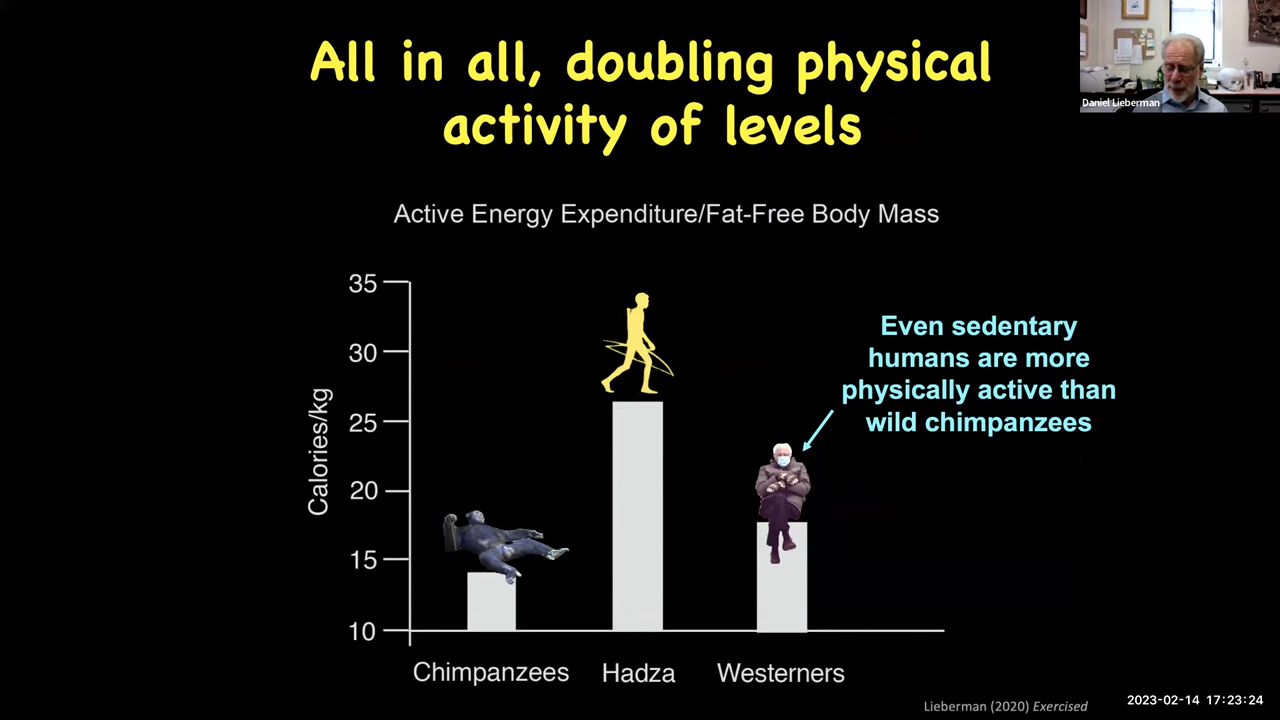 All in all, doubling physical
activity of levels
Daniel Lieberman
Active Energy Expenditure/Fat-Free Body Mass
Calories/kg
35
30
25
20
15
10
Even sedentary
humans are more
physically active than
wild chimpanzees
Chimpanzees
Hadza
Westerners
Lieberman (2020) Exercised
2023-02-14 17:23:24